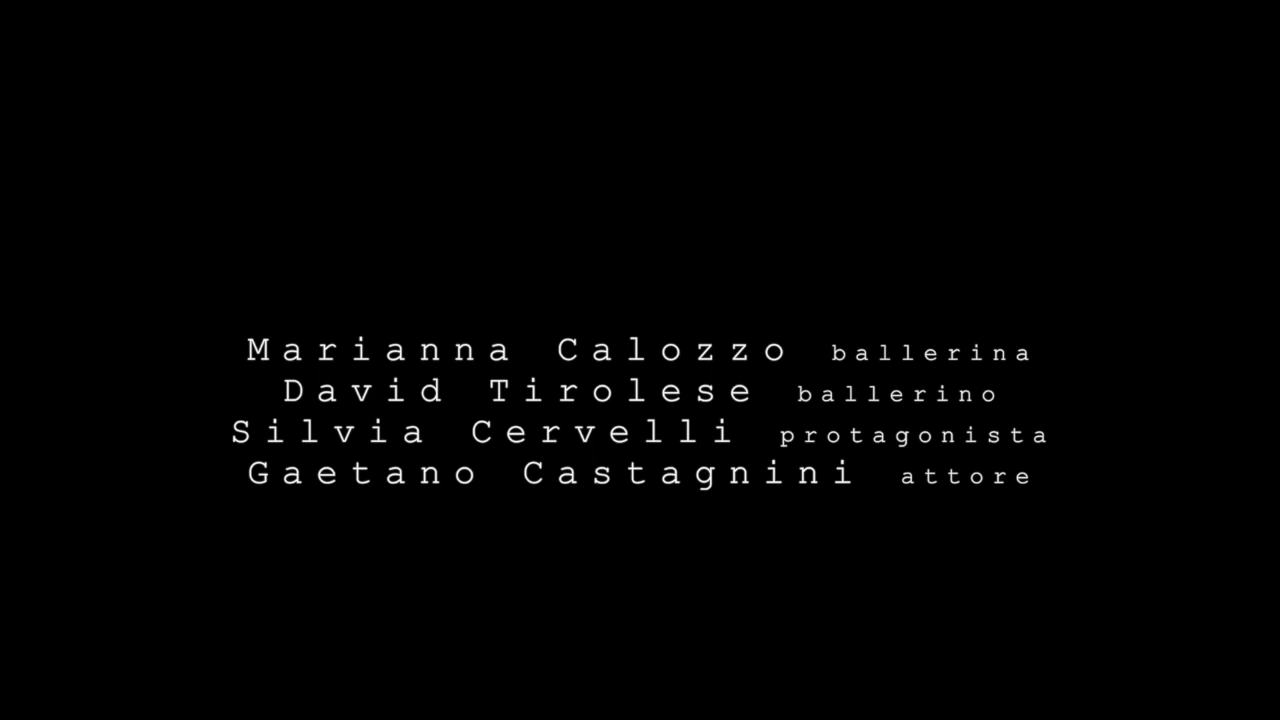 Marianna Calozzo ballerina
David Tirolese ballerino
Silvia Cervelli protagonista
Gaetano Castagnini attore